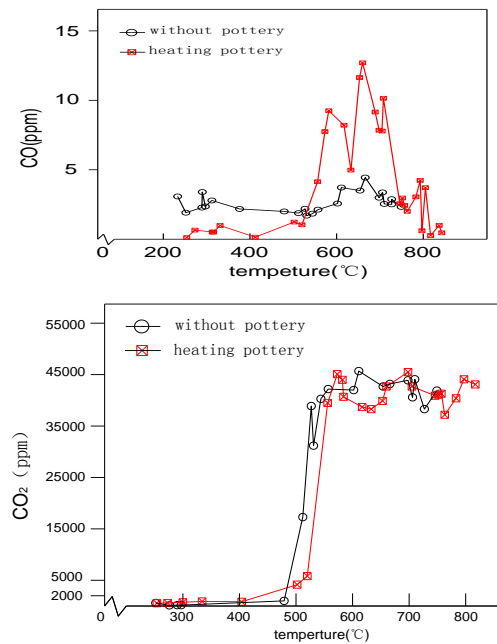 15
without pottery
heating pottery
10
CO(ppm)
5
0
200
400
600
800
tempeture(℃)
55000
without pottery
45000
heating pottery
35000
CO₂ (ppm)
25000
15000
5000
2000
0
300
400
500
600
700
800
temperture(℃)